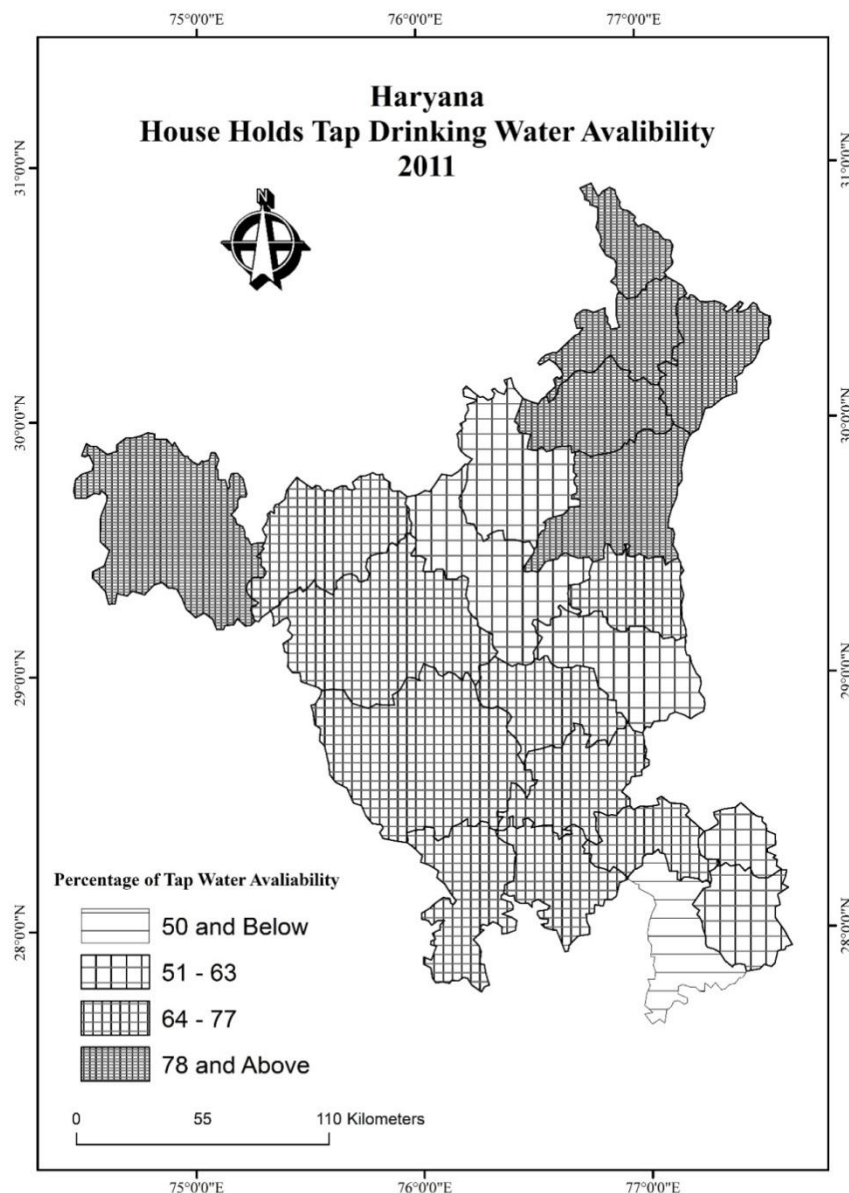 75°0'0"E 76°0'0"E 77°0'0"E
Haryana
House Holds Tap Drinking Water Avalibility
2011
N
31°0'0"N 31°0'0"N
30°0'0"N 30°0'0"N
29°0'0"N 29°0'0"N
28°0'0"N 28°0'0"N
Percentage of Tap Water Avaliability
50 and Below
51 - 63
64 - 77
78 and Above
0 55 110 Kilometers
75°0'0"E 76°0'0"E 77°0'0"E